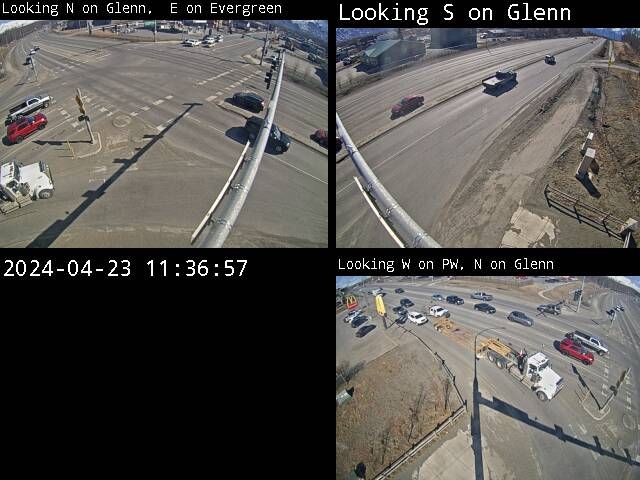 Looking N on Glenn,  E on Evergreen
Looking S on Glenn
2024-04-23 11:36:57
Looking W on PW, N on Glenn